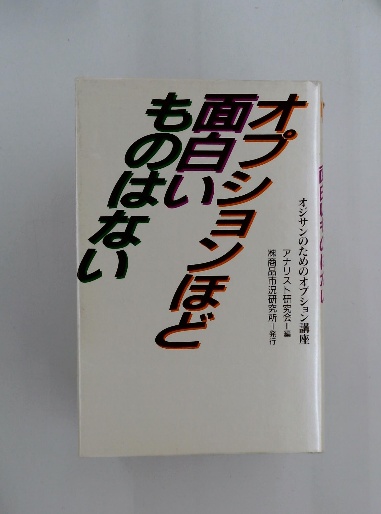 オプションほど
面白い
ものはない
オジサンのためのオプション講座
アナリスト研究会―編
㈱商品市況研究所―発行